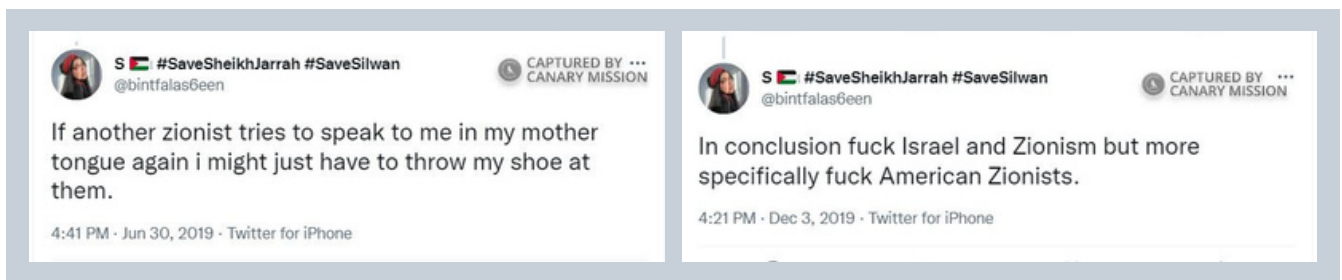 S 🇵🇸 #SaveSheikhJarrah #SaveSilwan
@bintfalas6een
CAPTURED BY
CANARY MISSION
If another zionist tries to speak to me in my mother
tongue again i might just have to throw my shoe at
them.
4:41 PM · Jun 30, 2019 · Twitter for iPhone
S 🇵🇸 #SaveSheikhJarrah #SaveSilwan
@bintfalas6een
CAPTURED BY
CANARY MISSION
In conclusion fuck Israel and Zionism but more
specifically fuck American Zionists.
4:21 PM · Dec 3, 2019 · Twitter for iPhone